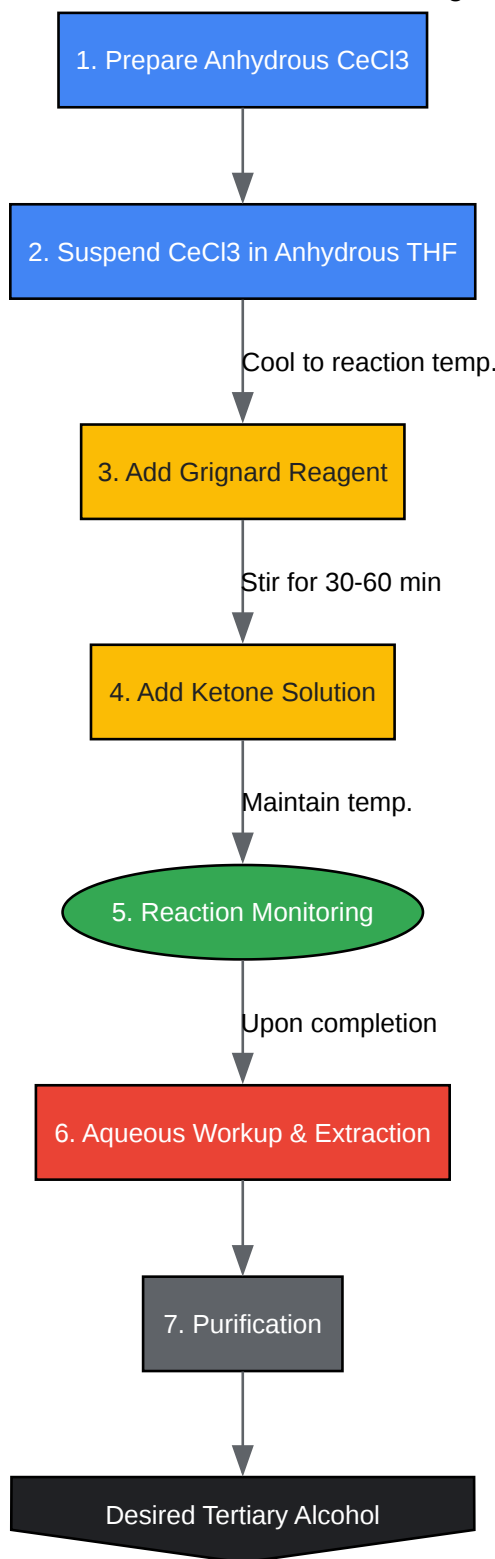 1. Prepare Anhydrous CeCl3
2. Suspend CeCl3 in Anhydrous THF
Cool to reaction temp.
3. Add Grignard Reagent
Stir for 30-60 min
4. Add Ketone Solution
Maintain temp.
5. Reaction Monitoring
Upon completion
6. Aqueous Workup & Extraction
7. Purification
Desired Tertiary Alcohol